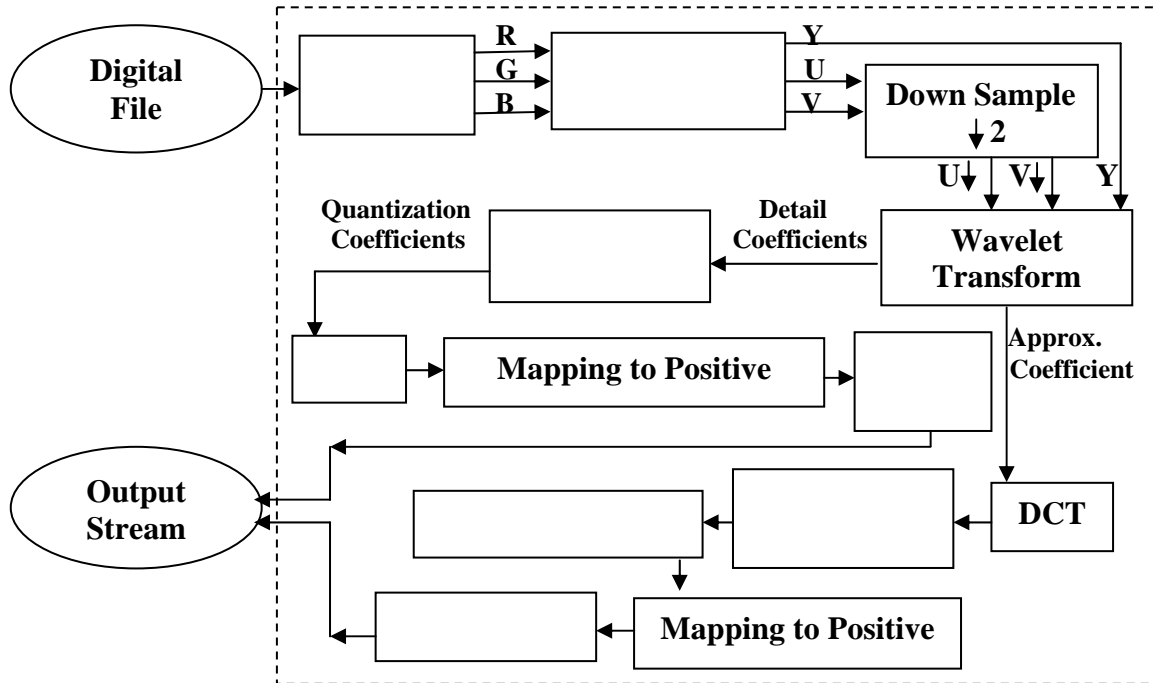 Digital
File
R
G
B
Y
U
V
Down Sample
↓ 2
U↓
V↓
Y
Quantization
Coefficients
Detail
Coefficients
Wavelet
Transform
Mapping to Positive
Approx.
Coefficient
Output
Stream
DCT
Mapping to Positive